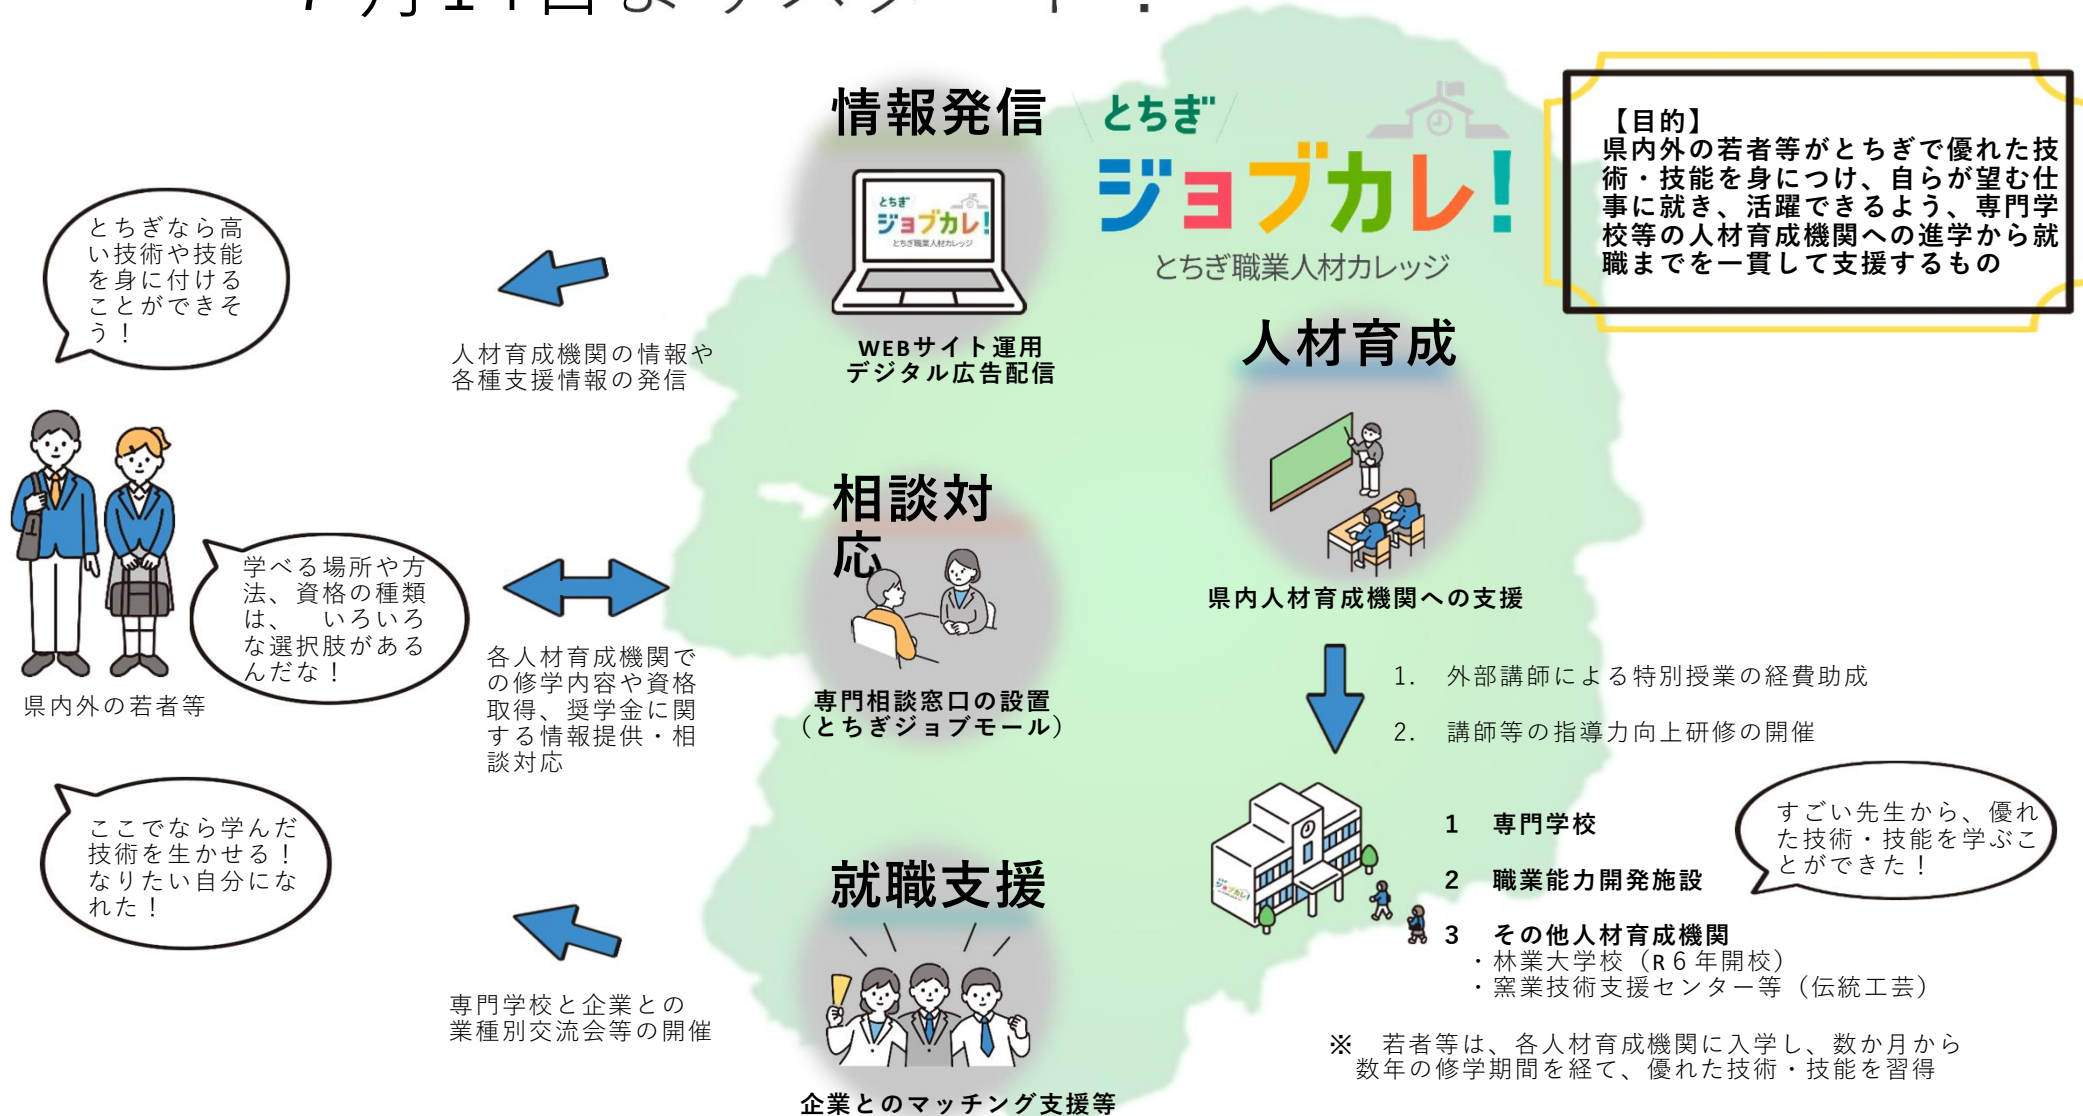 【目的】
県内外の若者等がとちぎで優れた技
術・技能を身につけ、自らが望む仕
事に就き、活躍できるよう、専門学
校等の人材育成機関への進学から就
職までを一貫して支援するもの
とちぎ
ジョブカレ!
とちぎ職業人材カレッジ
情報発信
とちぎ
ジョブカレ!
とちぎ職業人材カレッジ
WEBサイト運用
デジタル広告配信
人材育成機関の情報や
各種支援情報の発信
とちぎなら高
い技術や技能
を身に付ける
ことができそ
う！
県内外の若者等
学べる場所や方
法、資格の種類
は、　いろいろ
な選択肢がある
んだな！
相談対
応
専門相談窓口の設置
（とちぎジョブモール）
各人材育成機関で
の修学内容や資格
取得、奨学金に関
する情報提供・相
談対応
ここでなら学んだ
技術を生かせる！
なりたい自分にな
れた！
就職支援
専門学校と企業との
業種別交流会等の開催
企業とのマッチング支援等
人材育成
県内人材育成機関への支援
1.　外部講師による特別授業の経費助成
2.　講師等の指導力向上研修の開催
ジョブカレ!
1　専門学校
2　職業能力開発施設
3　その他人材育成機関
・林業大学校（R６年開校）
・窯業技術支援センター等（伝統工芸）
すごい先生から、優れ
た技術・技能を学ぶこ
とができた！
※　若者等は、各人材育成機関に入学し、数か月から
数年の修学期間を経て、優れた技術・技能を習得